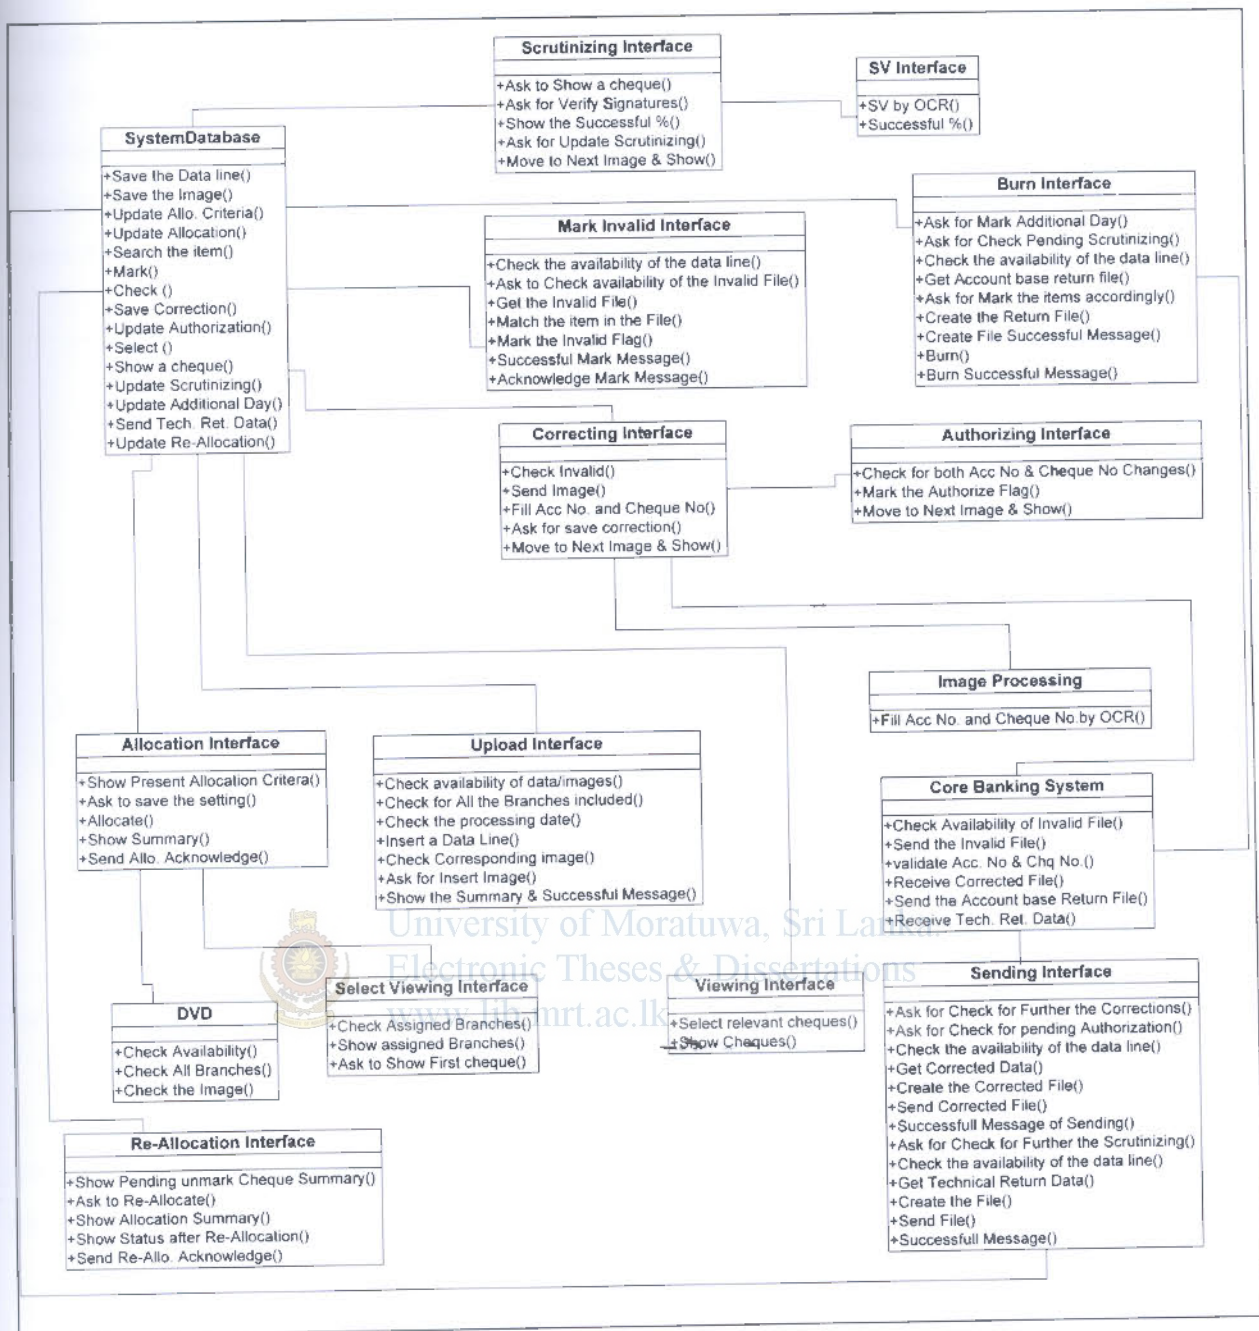 Scrutinizing Interface
+Ask to Show a cheque()
+Ask for Verify Signatures()
+Show the Successful %()
+Ask for Update Scrutinizing()
+Move to Next Image & Show()
SV Interface
+SV by OCR()
+Successful %()
SystemDatabase
+Save the Data line()
+Save the Image()
+Update Allo. Criteria()
+Update Allocation()
+Search the item()
+Mark()
+Check ()
+Save Correction()
+Update Authorization()
+Select ()
+Show a cheque()
+Update Scrutinizing()
+Update Additional Day()
+Send Tech. Ret. Data()
+Update Re-Allocation()
Mark Invalid Interface
+Check the availability of the data line()
+Ask to Check availability of the Invalid File()
+Get the Invalid File()
+Match the item in the File()
+Mark the Invalid Flag()
+Successful Mark Message()
+Acknowledge Mark Message()
Burn Interface
+Ask for Mark Additional Day()
+Ask for Check Pending Scrutinizing()
+Check the availability of the data line()
+Get Account base return file()
+Ask for Mark the items accordingly()
+Create the Return File()
+Create File Successful Message()
+Burn()
+Burn Successful Message()
Correcting Interface
+Check Invalid()
+Send Image()
+Fill Acc No. and Cheque No()
+Ask for save correction()
+Move to Next Image & Show()
Authorizing Interface
+Check for both Acc No & Cheque No Changes()
+Mark the Authorize Flag()
+Move to Next Image & Show()
Image Processing
+Fill Acc No. and Cheque No.by OCR()
Allocation Interface
+Show Present Allocation Critera()
+Ask to save the setting()
+Allocate()
+Show Summary()
+Send Allo. Acknowledge()
Upload Interface
+Check availability of data/images()
+Check for All the Branches included()
+Check the processing date()
+Insert a Data Line()
+Check Corresponding image()
+Ask for Insert Image()
+Show the Summary & Successful Message()
Core Banking System
+Check Availability of Invalid File()
+Send the Invalid File()
+validate Acc. No & Chq No.()
+Receive Corrected File()
+Send the Account base Return File()
+Receive Tech. Ret. Data()
University of Moratuwa, Sri Lanka.
Electronic Theses & Dissertations
www.lib.mrt.ac.lk
DVD
+Check Availability()
+Check All Branches()
+Check the Image()
Select Viewing Interface
+Check Assigned Branches()
+Show assigned Branches()
+Ask to Show First cheque()
Viewing Interface
+Select relevant cheques()
+Show Cheques()
Sending Interface
+Ask for Check for Further the Corrections()
+Ask for Check for pending Authorization()
+Check the availability of the data line()
+Get Corrected Data()
+Create the Corrected File()
+Send Corrected File()
+Successfull Message of Sending()
+Ask for Check for Further the Scrutinizing()
+Check the availability of the data line()
+Get Technical Return Data()
+Create the File()
+Send File()
+Successfull Message()
Re-Allocation Interface
+Show Pending unmark Cheque Summary()
+Ask to Re-Allocate()
+Show Allocation Summary()
+Show Status after Re-Allocation()
+Send Re-Allo. Acknowledge()